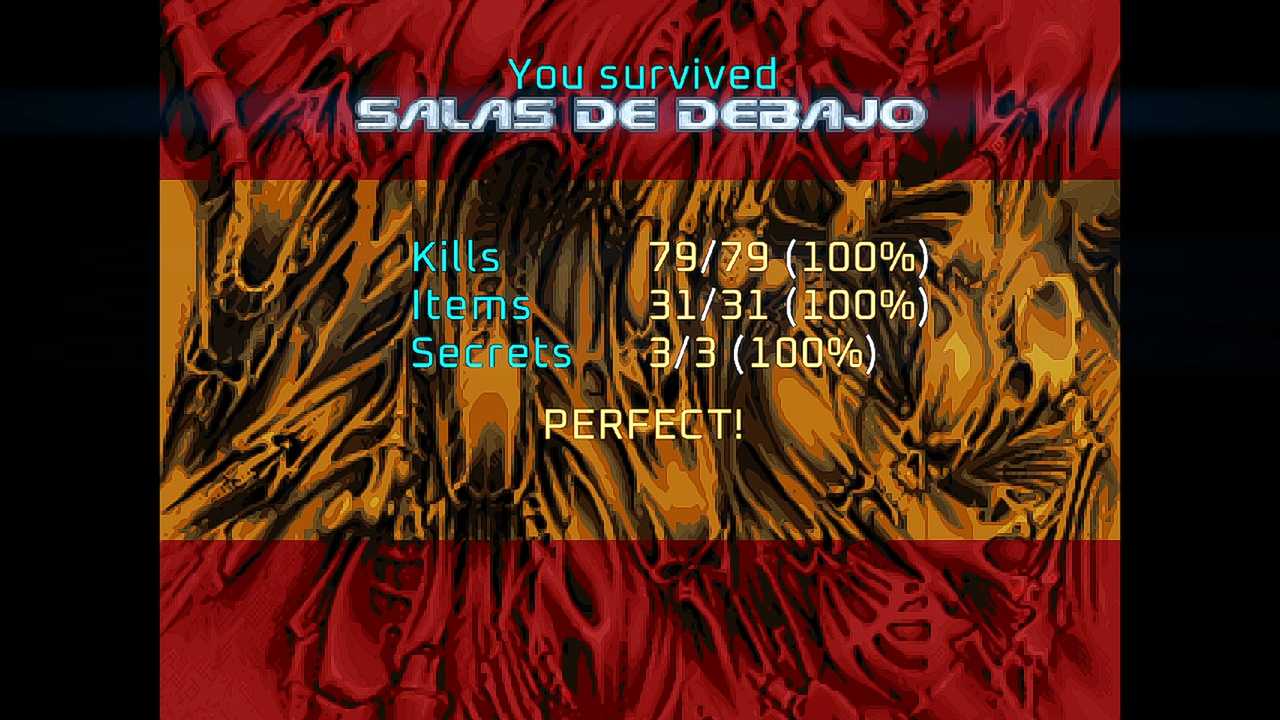 You survived
SALAS DE DEBAJO
Kills 79/79 (100%)
Items 31/31 (100%)
Secrets 3/3 (100%)
PERFECT!